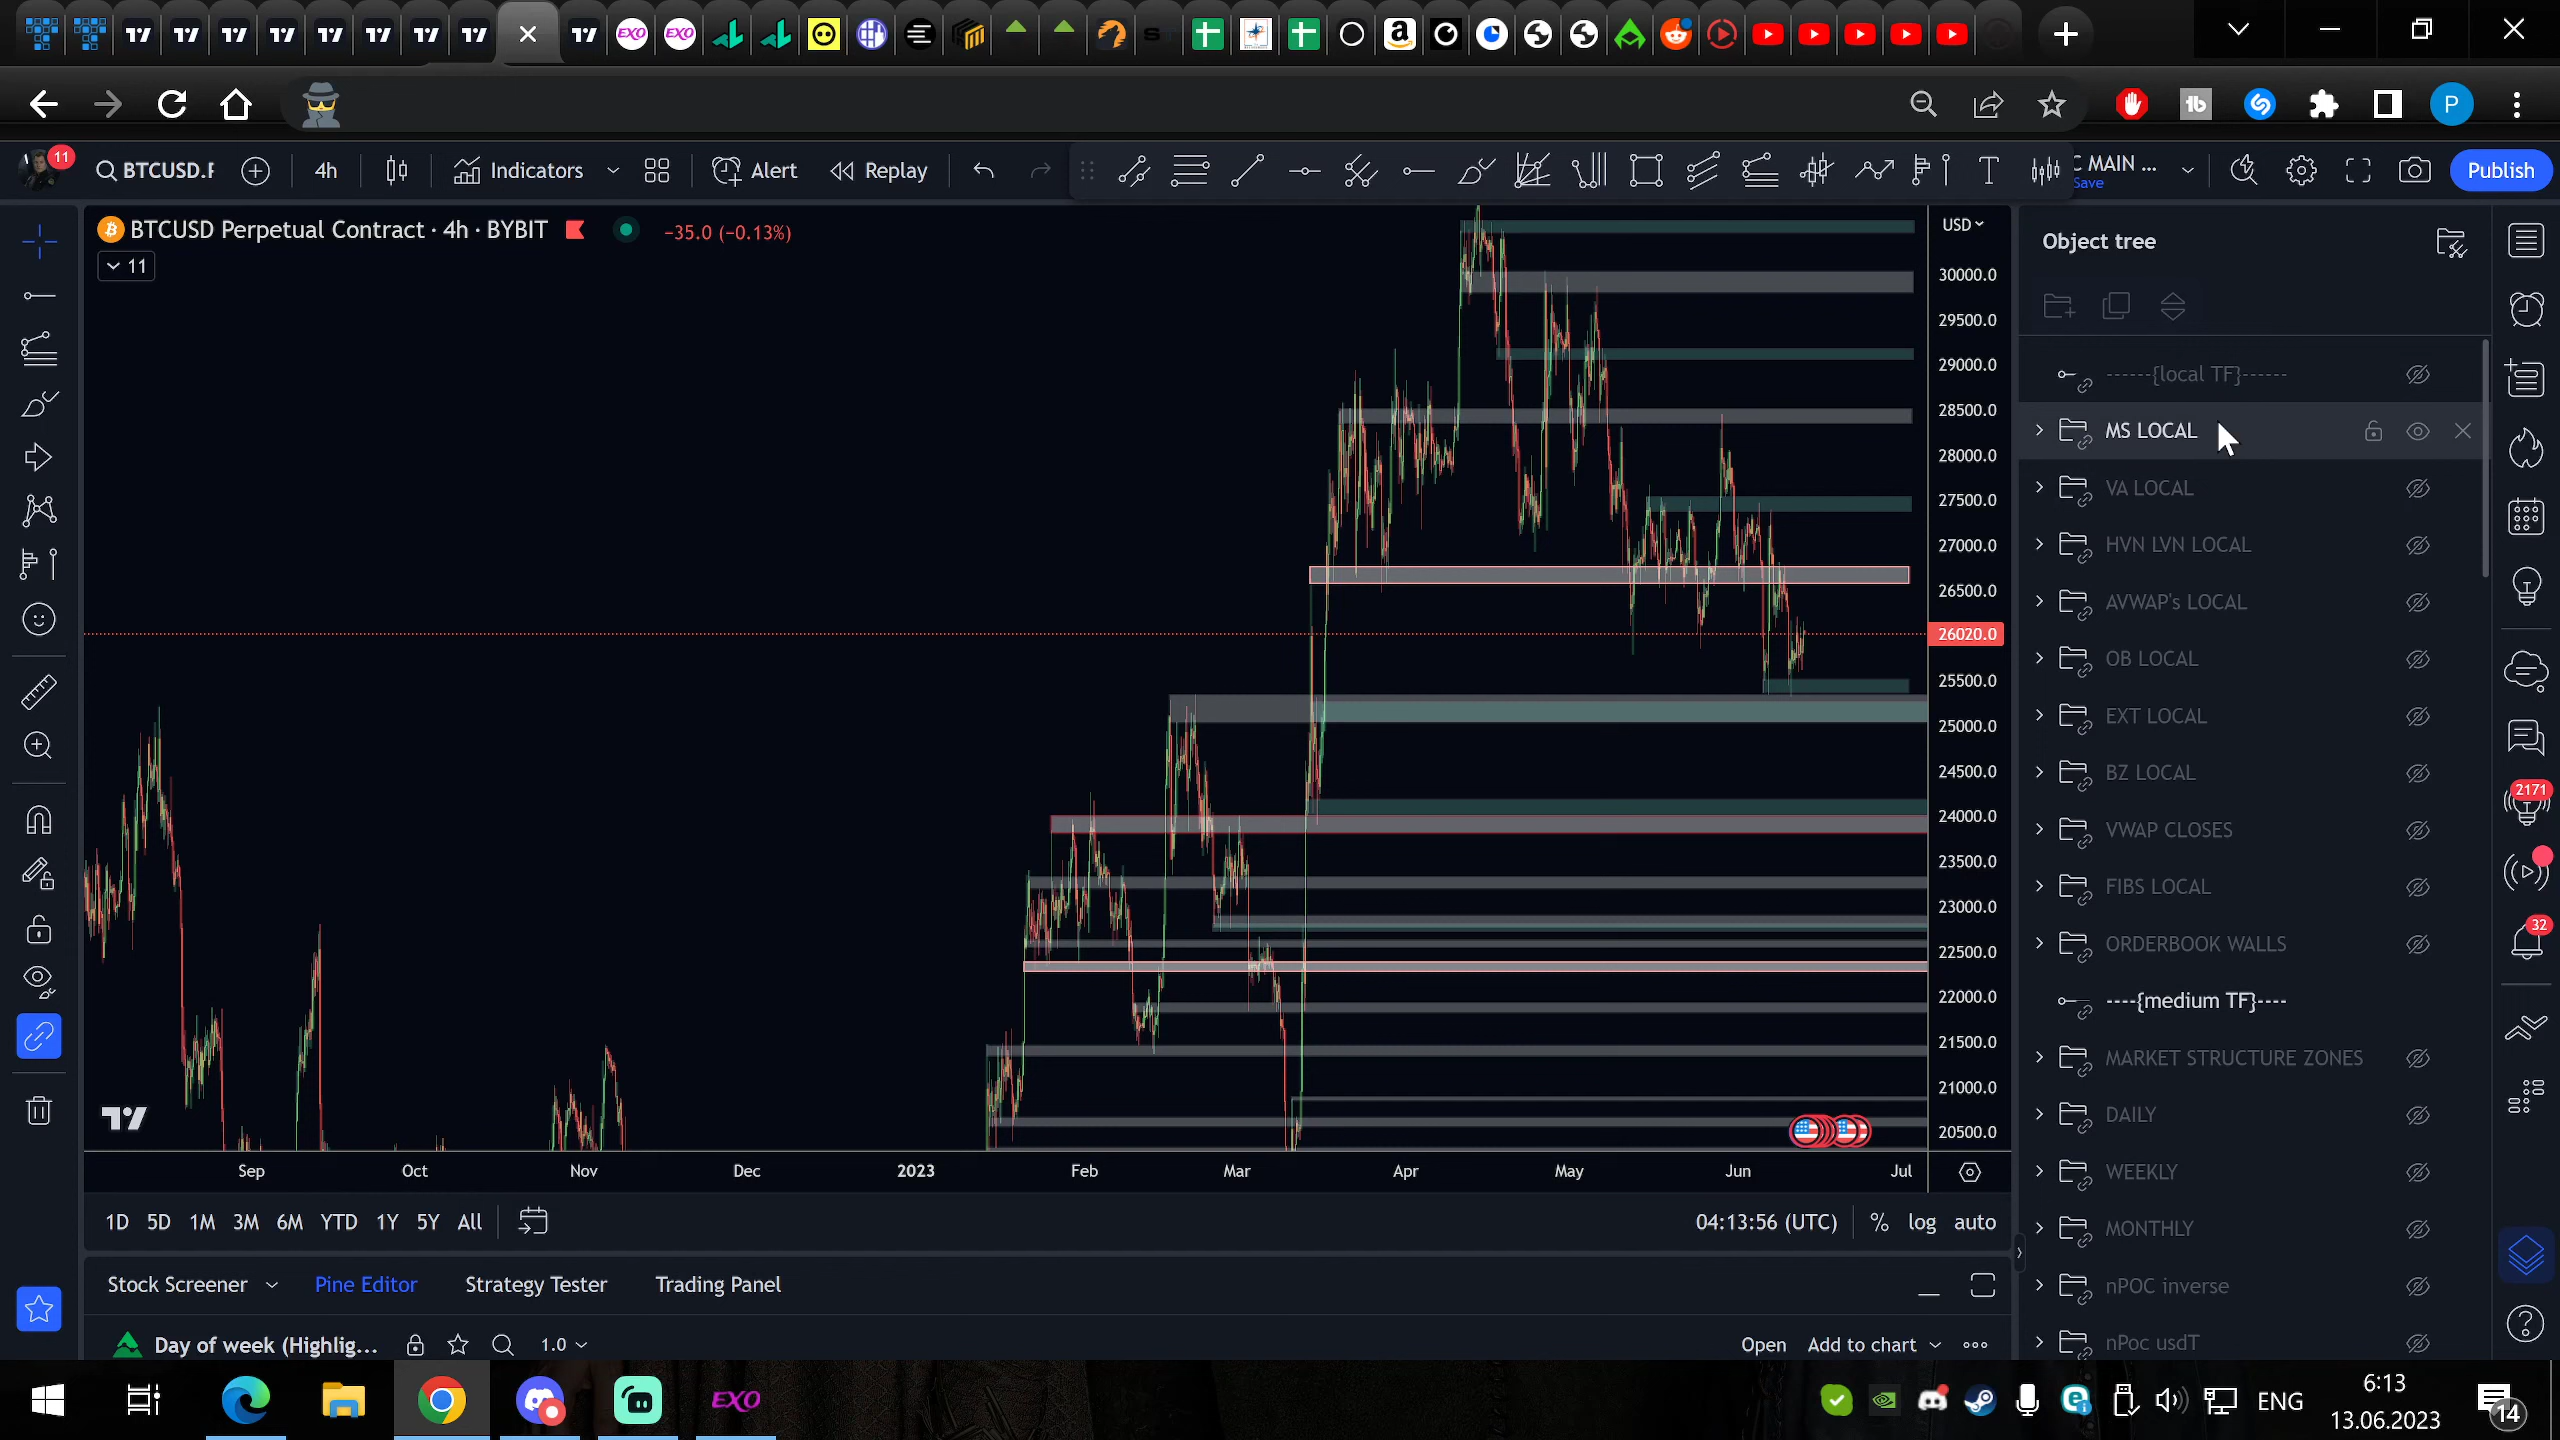 11
BTCUSD.F
4h
Indicators
Alert
Replay
C MAIN ...
Save
Publish
BTCUSD Perpetual Contract · 4h · BYBIT
−35.0 (−0.13%)
11
USD
30000.0
29500.0
29000.0
28500.0
28000.0
27500.0
27000.0
26500.0
26020.0
25500.0
25000.0
24500.0
24000.0
23500.0
23000.0
22500.0
22000.0
21500.0
21000.0
20500.0
Sep Oct Nov Dec 2023 Feb Mar Apr May Jun Jul
1D 5D 1M 3M 6M YTD 1Y 5Y All
04:13:56 (UTC)
% log auto
Stock Screener Pine Editor Strategy Tester Trading Panel
Day of week (Highlig...
1.0
Open Add to chart
Object tree
------{local TF}------
MS LOCAL
VA LOCAL
HVN LVN LOCAL
AVWAP's LOCAL
OB LOCAL
EXT LOCAL
BZ LOCAL
VWAP CLOSES
FIBS LOCAL
ORDERBOOK WALLS
----{medium TF}----
MARKET STRUCTURE ZONES
DAILY
WEEKLY
MONTHLY
nPOC inverse
nPoc usdT
2171
32
P
EXO
EXO
EXO
ENG
6:13
13.06.2023
14